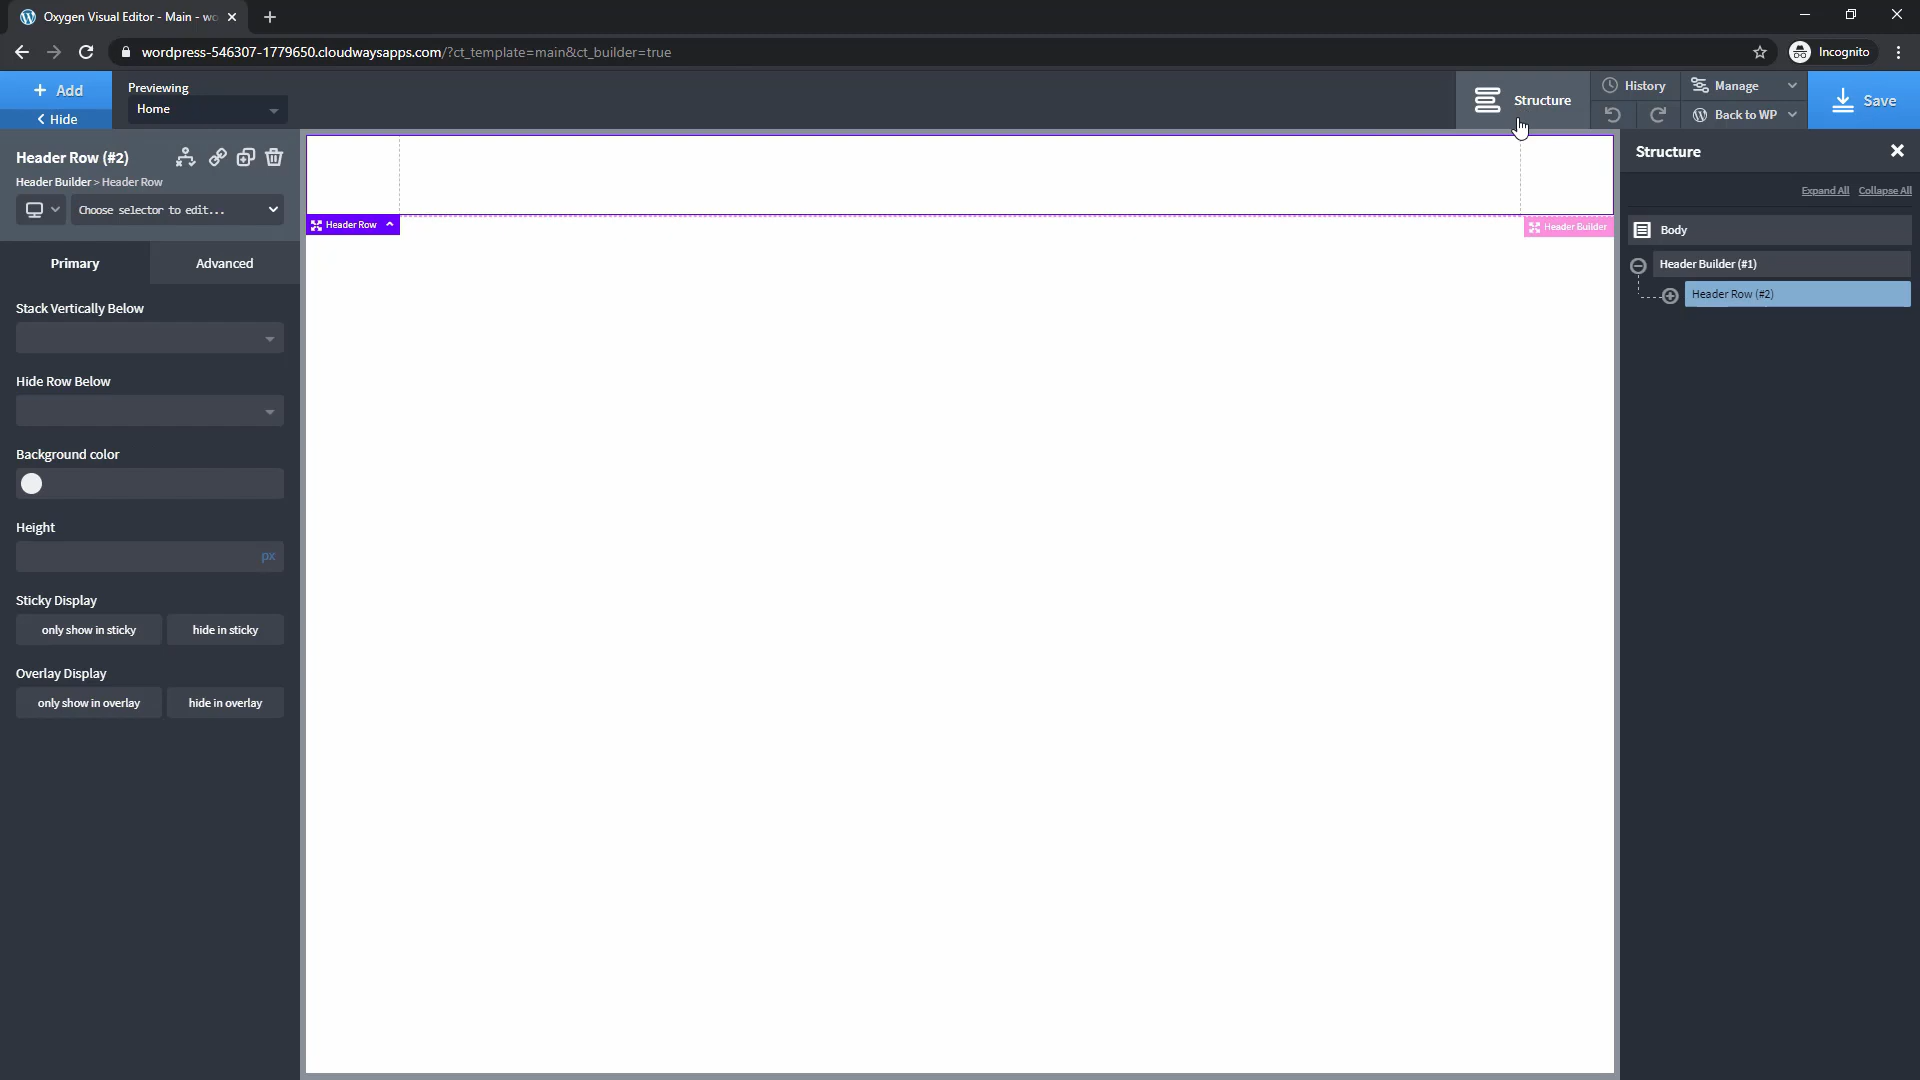 Oxygen Visual Editor - Main - wo
wordpress-546307-1779650.cloudwaysapps.com/?ct_template=main&ct_builder=true
Incognito
+ Add
Hide
Previewing
Home
Structure
History
Manage
Back to WP
Save
Header Row (#2)
Header Builder > Header Row
Choose selector to edit...
Primary
Advanced
Stack Vertically Below
Hide Row Below
Background color
Height
px
Sticky Display
only show in sticky
hide in sticky
Overlay Display
only show in overlay
hide in overlay
Header Row
Header Builder
Structure
Expand All
Collapse All
Body
Header Builder (#1)
Header Row (#2)